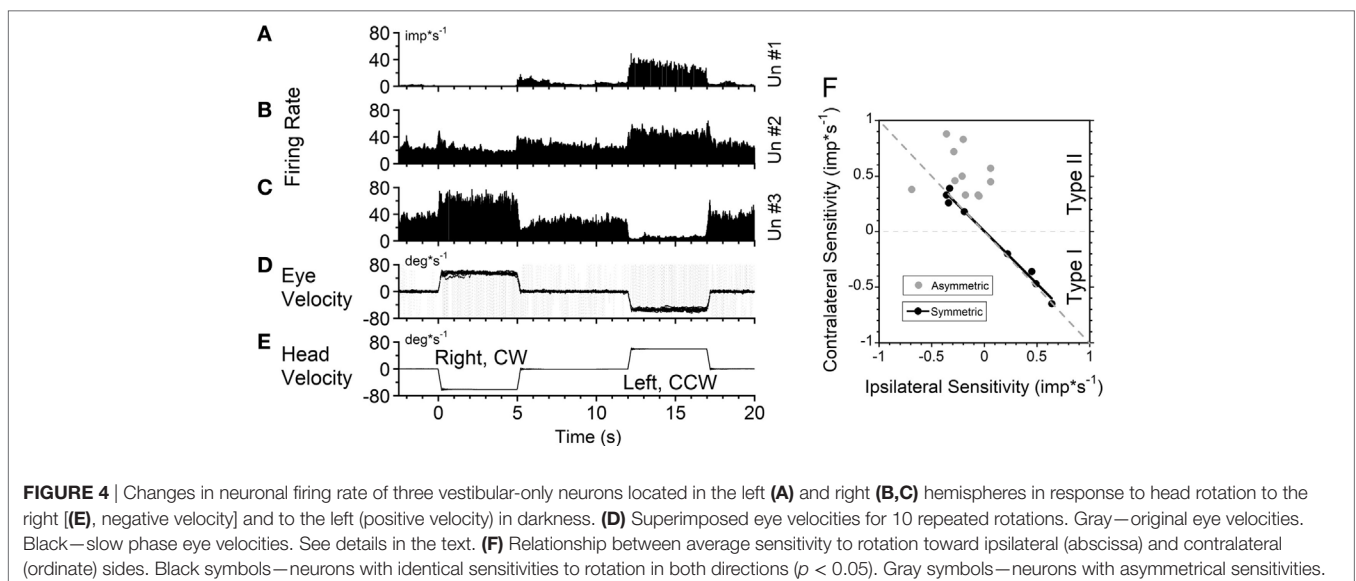 A
imp*s⁻¹
80
40
0
Un #1
B
80
40
0
Un #2
Firing Rate
C
80
40
0
Un #3
D
deg*s⁻¹
80
0
-80
Eye
Velocity
E
deg*s⁻¹
80
0
-80
Head
Velocity
Right, CW
Left, CCW
0 5 10 15 20
Time (s)
F
1
0.5
0
-0.5
-1
Contralateral Sensitivity (imp*s⁻¹)
Type II
Type I
Asymmetric
Symmetric
-1 -0.5 0 0.5 1
Ipsilateral Sensitivity (imp*s⁻¹)
FIGURE 4 | Changes in neuronal firing rate of three vestibular-only neurons located in the left (A) and right (B,C) hemispheres in response to head rotation to the
right [(E), negative velocity] and to the left (positive velocity) in darkness. (D) Superimposed eye velocities for 10 repeated rotations. Gray—original eye velocities.
Black—slow phase eye velocities. See details in the text. (F) Relationship between average sensitivity to rotation toward ipsilateral (abscissa) and contralateral
(ordinate) sides. Black symbols—neurons with identical sensitivities to rotation in both directions (p < 0.05). Gray symbols—neurons with asymmetrical sensitivities.